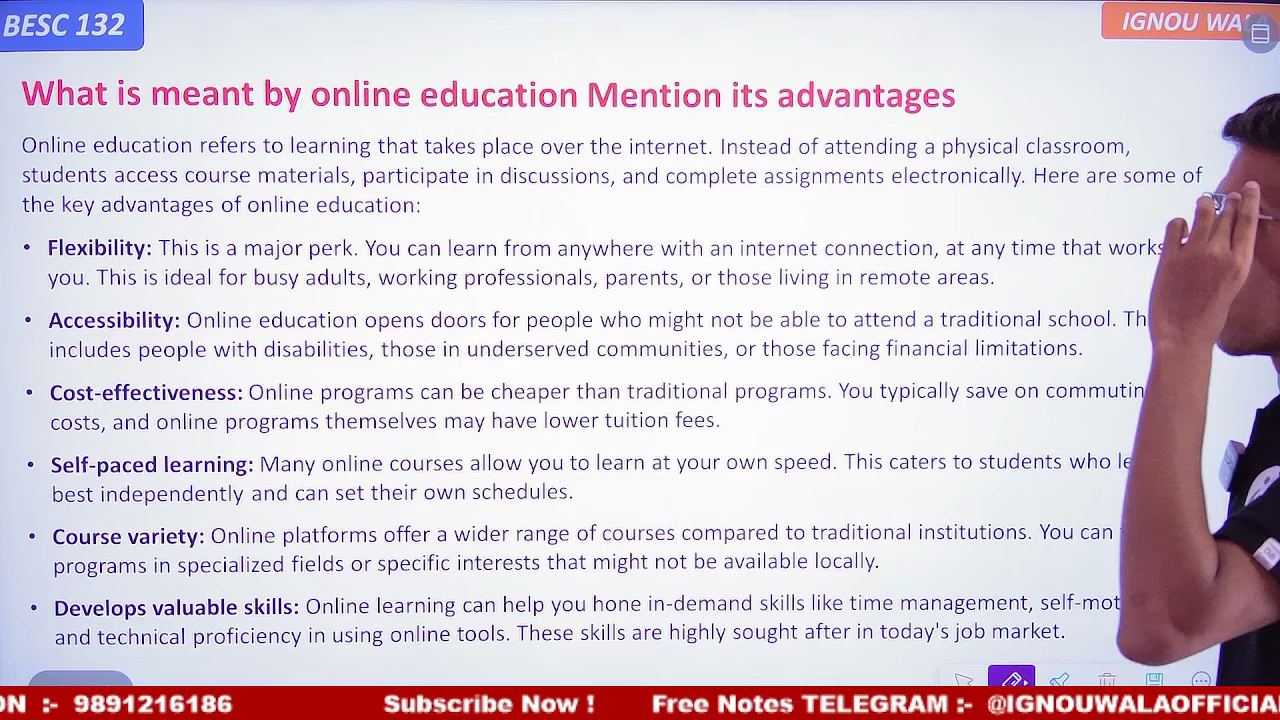 BESC 132
IGNOU WA
What is meant by online education Mention its advantages
Online education refers to learning that takes place over the internet. Instead of attending a physical classroom,
students access course materials, participate in discussions, and complete assignments electronically. Here are some of
the key advantages of online education:
• Flexibility: This is a major perk. You can learn from anywhere with an internet connection, at any time that works
you. This is ideal for busy adults, working professionals, parents, or those living in remote areas.
• Accessibility: Online education opens doors for people who might not be able to attend a traditional school. Th
includes people with disabilities, those in underserved communities, or those facing financial limitations.
• Cost-effectiveness: Online programs can be cheaper than traditional programs. You typically save on commutin
costs, and online programs themselves may have lower tuition fees.
• Self-paced learning: Many online courses allow you to learn at your own speed. This caters to students who le
best independently and can set their own schedules.
• Course variety: Online platforms offer a wider range of courses compared to traditional institutions. You can
programs in specialized fields or specific interests that might not be available locally.
• Develops valuable skills: Online learning can help you hone in-demand skills like time management, self-mot
and technical proficiency in using online tools. These skills are highly sought after in today's job market.
ON :- 9891216186 Subscribe Now ! Free Notes TELEGRAM :- @IGNOUWALAOFFICIA